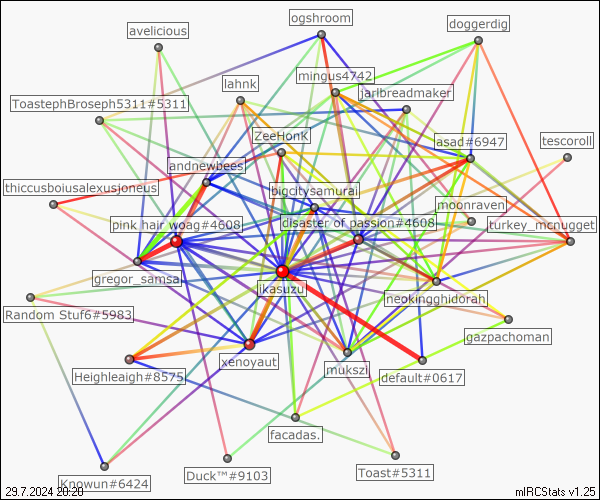 ogshroom
doggerdig
avelicious
mingus4742
lahnk
jarlbreadmaker
ToastephBroseph5311#5311
ZeeHonK
asad#6947
tescoroll
andnewbees
thiccusboiusalexusjoneus
bigcitysamurai
moonraven
pink hair woag#4608
disaster of passion#4608
turkey_mcnugget
gregor_samsa
ikasuzu
neokingghidorah
Random Stuf6#5983
gazpachoman
xenoyaut
mukszi
Heighleaigh#8575
default#0617
facadas.
Duck™#9103
Toast#5311
Knowun#6424
29.7.2024 20:20
mIRCStats v1.25